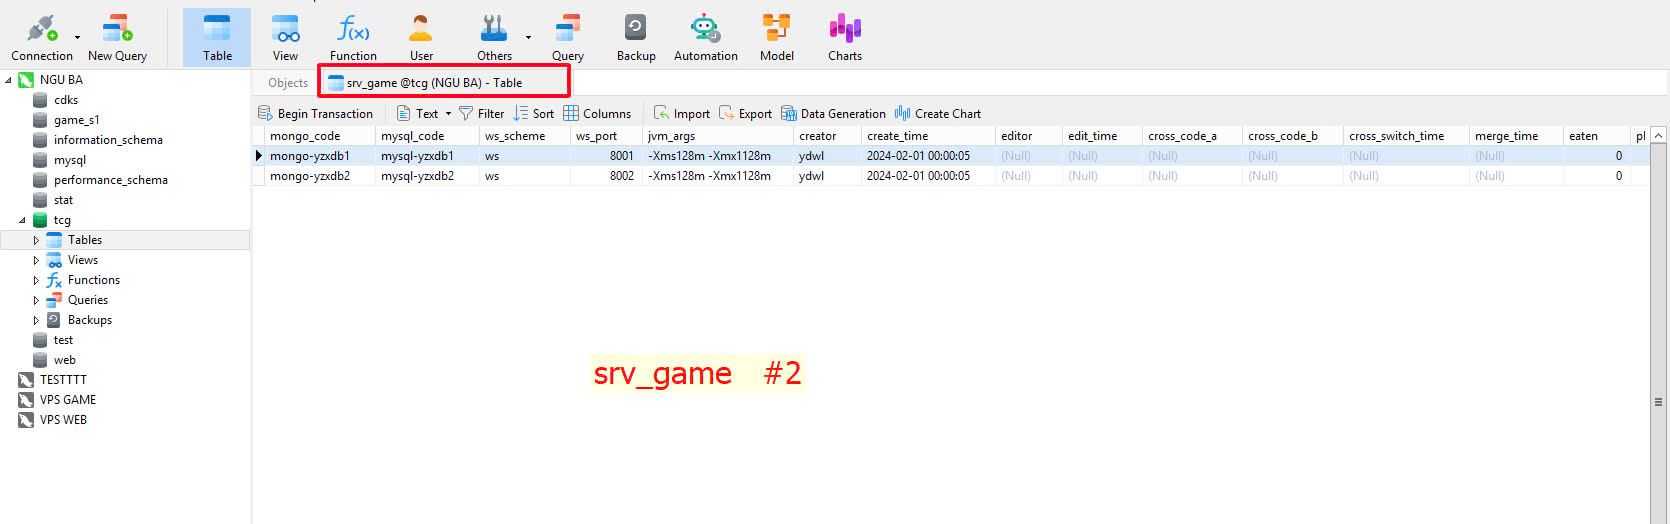 Connection New Query Table View Function User Others Query Backup Automation Model Charts
NGU BA
cdks
game_s1
information_schema
mysql
performance_schema
stat
tcg
Tables
Views
Functions
Queries
Backups
test
web
TESTTTT
VPS GAME
VPS WEB
Objects srv_game @tcg (NGU BA) - Table
Begin Transaction Text Filter Sort Columns Import Export Data Generation Create Chart
mongo_code mysql_code ws_scheme ws_port jvm_args creator create_time editor edit_time cross_code_a cross_code_b cross_switch_time merge_time eaten pl
mongo-yzxdb1 mysql-yzxdb1 ws 8001 -Xms128m -Xmx1128m ydwl 2024-02-01 00:00:05 (Null) (Null) (Null) (Null) (Null) (Null) 0
mongo-yzxdb2 mysql-yzxdb2 ws 8002 -Xms128m -Xmx1128m ydwl 2024-02-01 00:00:05 (Null) (Null) (Null) (Null) (Null) (Null) 0
srv_game #2